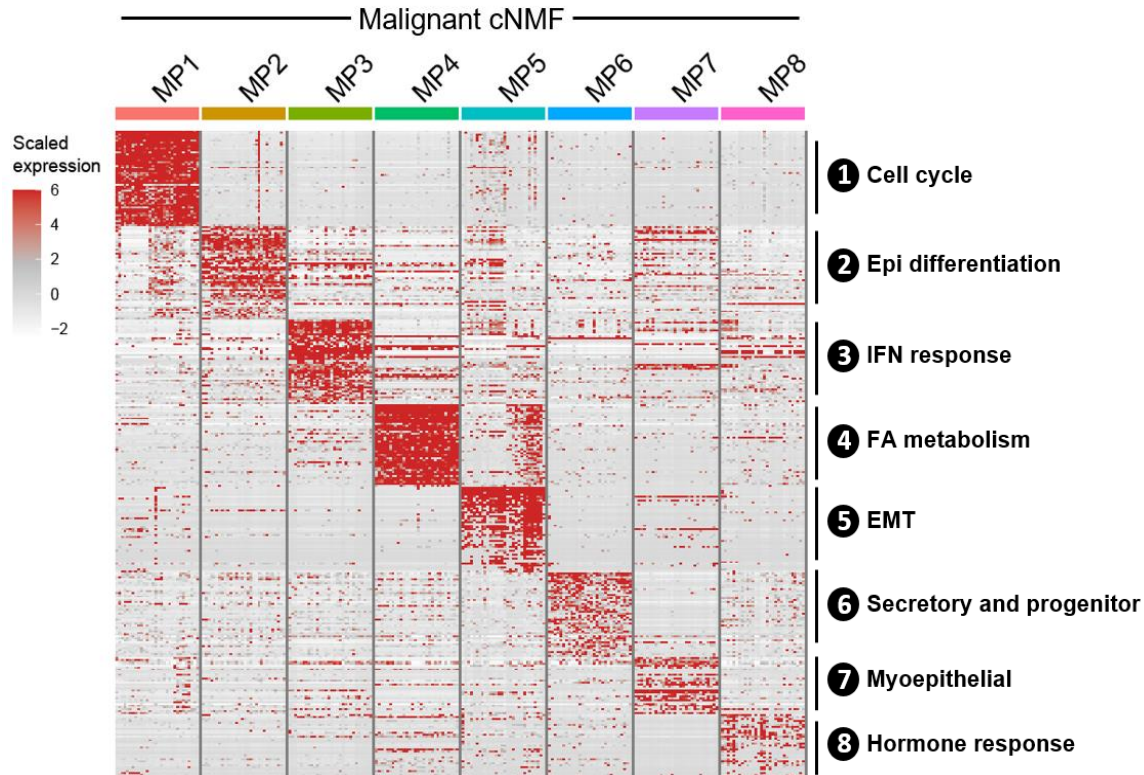 Malignant cNMF
MP1 MP2 MP3 MP4 MP5 MP6 MP7 MP8
Scaled
expression
6
4
2
0
−2
1 Cell cycle
2 Epi differentiation
3 IFN response
4 FA metabolism
5 EMT
6 Secretory and progenitor
7 Myoepithelial
8 Hormone response